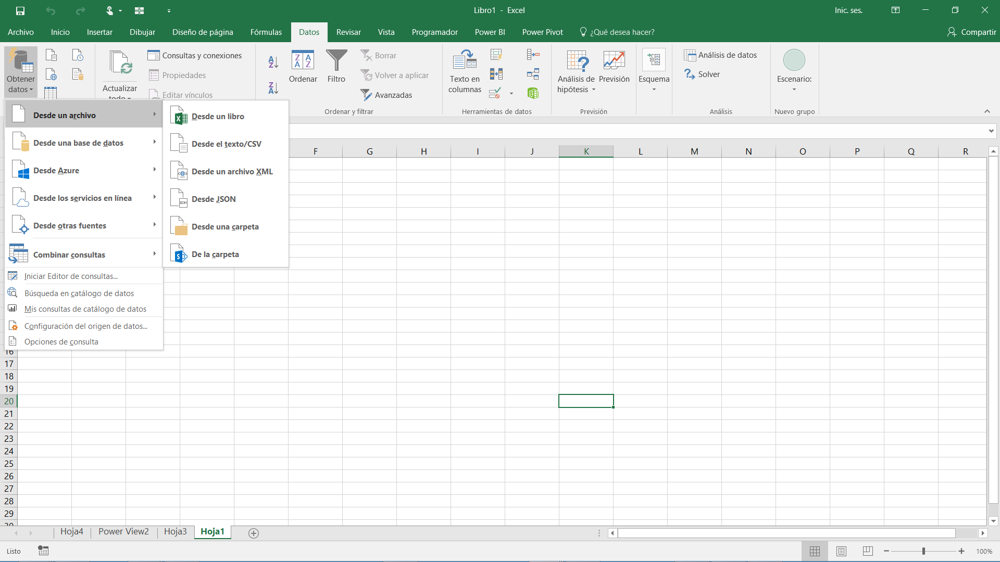 Libro1 - Excel
Inic. ses.
Archivo
Inicio
Insertar
Dibujar
Diseño de página
Fórmulas
Datos
Revisar
Vista
Programador
Power BI
Power Pivot
¿Qué desea hacer?
Compartir
Obtener
datos
Actualizar
todo
Consultas y conexiones
Propiedades
Editar vínculos
Ordenar
Filtro
Borrar
Volver a aplicar
Avanzadas
Ordenar y filtrar
Texto en
columnas
Herramientas de datos
Análisis de
hipótesis
Previsión
Previsión
Esquema
Análisis de datos
Solver
Análisis
Escenario:
Nuevo grupo
Desde un archivo
Desde una base de datos
Desde Azure
Desde los servicios en línea
Desde otras fuentes
Combinar consultas
Iniciar Editor de consultas...
Búsqueda en catálogo de datos
Mis consultas de catálogo de datos
Configuración del origen de datos...
Opciones de consulta
Desde un libro
Desde el texto/CSV
Desde un archivo XML
Desde JSON
Desde una carpeta
De la carpeta
F G H I J K L M N O P Q R
16
17
18
19
20
21
22
23
24
25
26
27
28
29
30
Hoja4
Power View2
Hoja3
Hoja1
Listo
100%